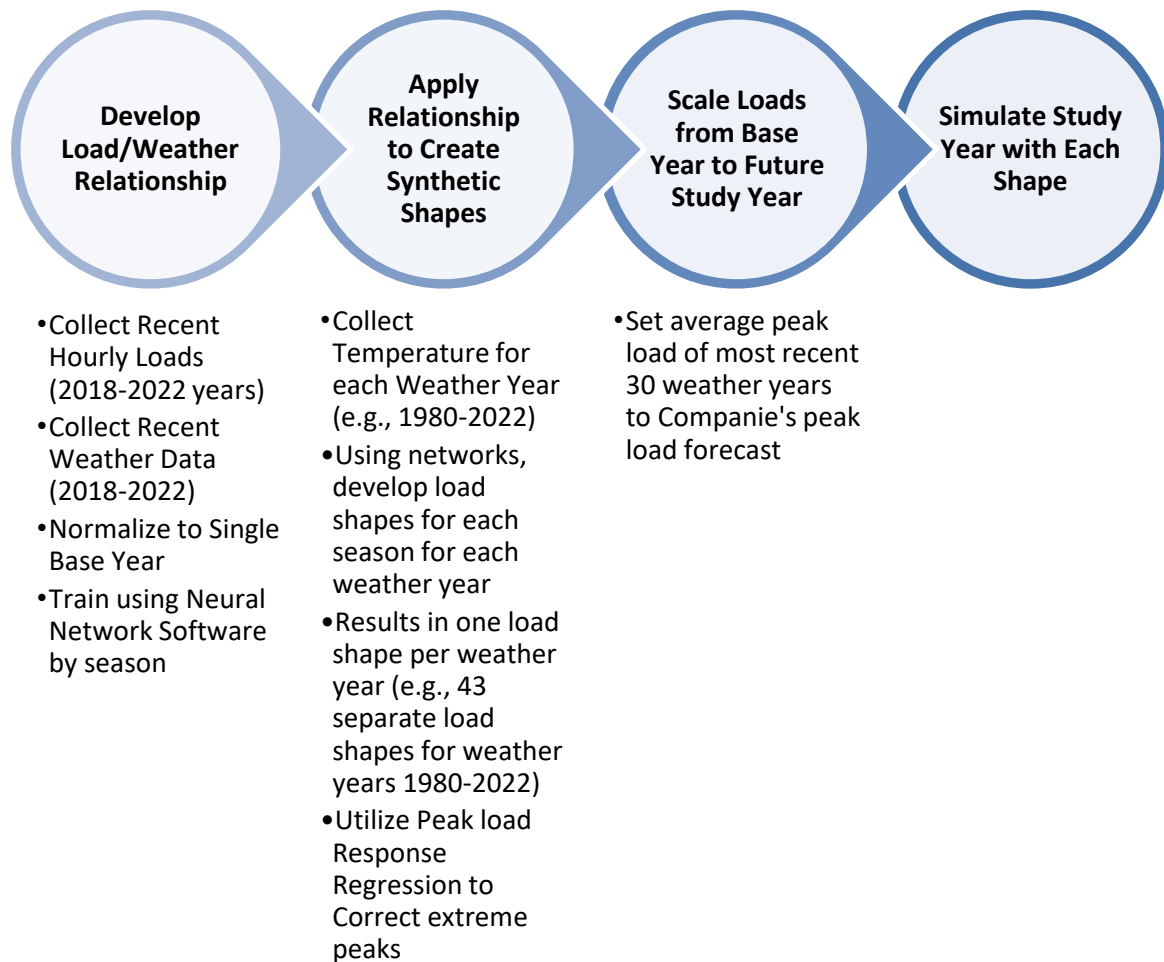 Develop
Load/Weather
Relationship
Apply
Relationship
to Create
Synthetic
Shapes
Scale Loads
from Base
Year to Future
Study Year
Simulate Study
Year with Each
Shape
•Collect Recent
Hourly Loads
(2018-2022 years)
•Collect Recent
Weather Data
(2018-2022)
•Normalize to Single
Base Year
•Train using Neural
Network Software
by season
•Collect
Temperature for
each Weather Year
(e.g., 1980-2022)
•Using networks,
develop load
shapes for each
season for each
weather year
•Results in one load
shape per weather
year (e.g., 43
separate load
shapes for weather
years 1980-2022)
•Utilize Peak load
Response
Regression to
Correct extreme
peaks
•Set average peak
load of most recent
30 weather years
to Companie's peak
load forecast